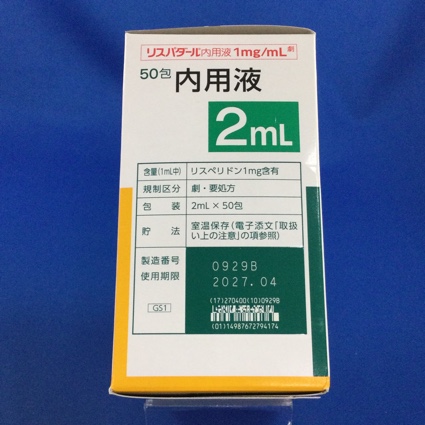 リスパダール内用液1mg/mL 劇
50包 内用液
2mL
含量(1mL中) リスペリドン1mg含有
規制区分 劇・要処方
包装 2mL×50包
貯法 室温保存(電子添文「取扱
い上の注意」の項参照)
製造番号 0929B
使用期限 2027.04
GS1
(17)270400(10)0929B
(01)14987672794174